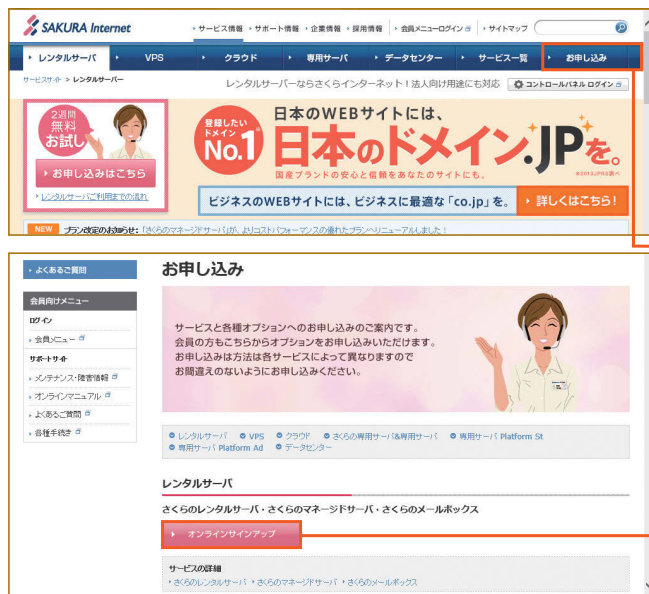 SAKURA Internet
サービス情報 サポート情報 企業情報 採用情報 会員メニューログイン サイトマップ
レンタルサーバ VPS クラウド 専用サーバ データセンター サービス一覧 お申し込み
サービスサイト > レンタルサーバー
レンタルサーバーならさくらインターネット！法人向け用途にも対応 コントロールパネル ログイン
2週間
無料
お試し
お申し込みはこちら
レンタルサーバご利用までの流れ
登録したい
ドメイン
No.1
日本のWEBサイトには、
日本のドメイン.JPを。
国産ブランドの安心と信頼をあなたのサイトにも。
※2013JPRS調べ
ビジネスのWEBサイトには、ビジネスに最適な「co.jp」を。 詳しくはこちら！
NEW プラン改定のお知らせ：「さくらのマネージドサーバ」が、よりコストパフォーマンスの優れたプランへリニューアルしました！
よくあるご質問
会員向けメニュー
ログイン
会員メニュー
サポートサイト
メンテナンス・障害情報
オンラインマニュアル
よくあるご質問
各種手続き
お申し込み
サービスと各種オプションへのお申し込みのご案内です。
会員の方もこちらからオプションをお申し込みいただけます。
お申し込みは方法は各サービスによって異なりますので
お間違えのないようにお申し込みください。
レンタルサーバ VPS クラウド さくらの専用サーバ&専用サーバ 専用サーバ Platform St
専用サーバ Platform Ad データセンター
レンタルサーバ
さくらのレンタルサーバ・さくらのマネージドサーバ・さくらのメールボックス
オンラインサインアップ
サービスの詳細
さくらのレンタルサーバ さくらのマネージドサーバ さくらのメールボックス